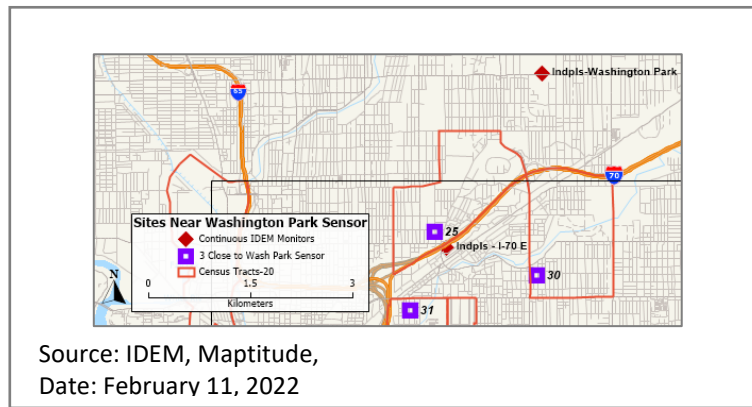 Indpls-Washington Park
65
70
Sites Near Washington Park Sensor
Continuous IDEM Monitors
3 Close to Wash Park Sensor
Census Tracts-20
0 1.5 3
Kilometers
N
25
Indpls - I-70 E
30
31
Source: IDEM, Maptitude,
Date: February 11, 2022